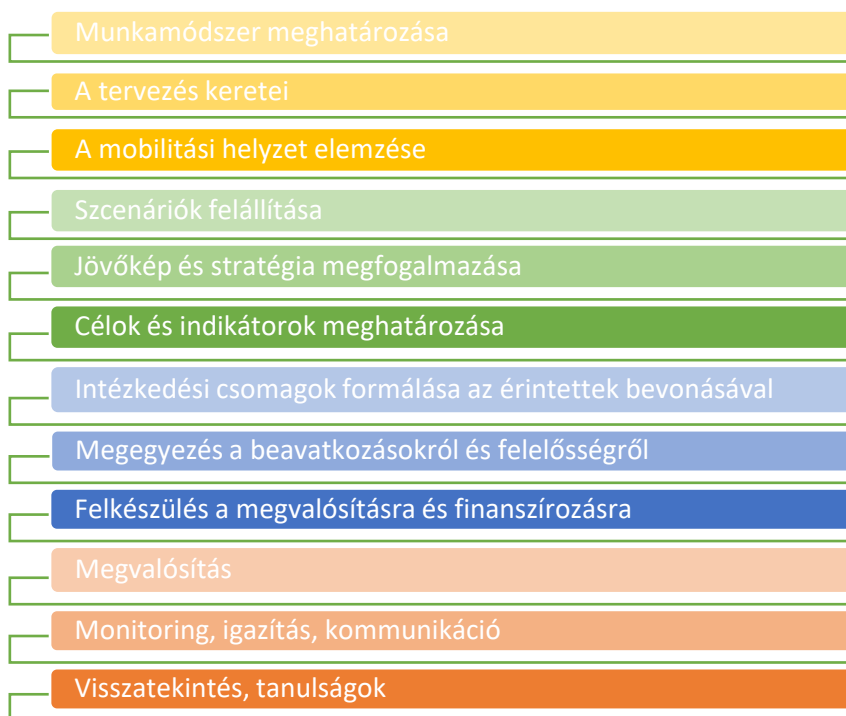 Munkamódszer meghatározása
A tervezés keretei
A mobilitási helyzet elemzése
Szcenáriók felállítása
Jövőkép és stratégia megfogalmazása
Célok és indikátorok meghatározása
Intézkedési csomagok formálása az érintettek bevonásával
Megegyezés a beavatkozásokról és felelősségről
Felkészülés a megvalósításra és finanszírozásra
Megvalósítás
Monitoring, igazítás, kommunikáció
Visszatekintés, tanulságok